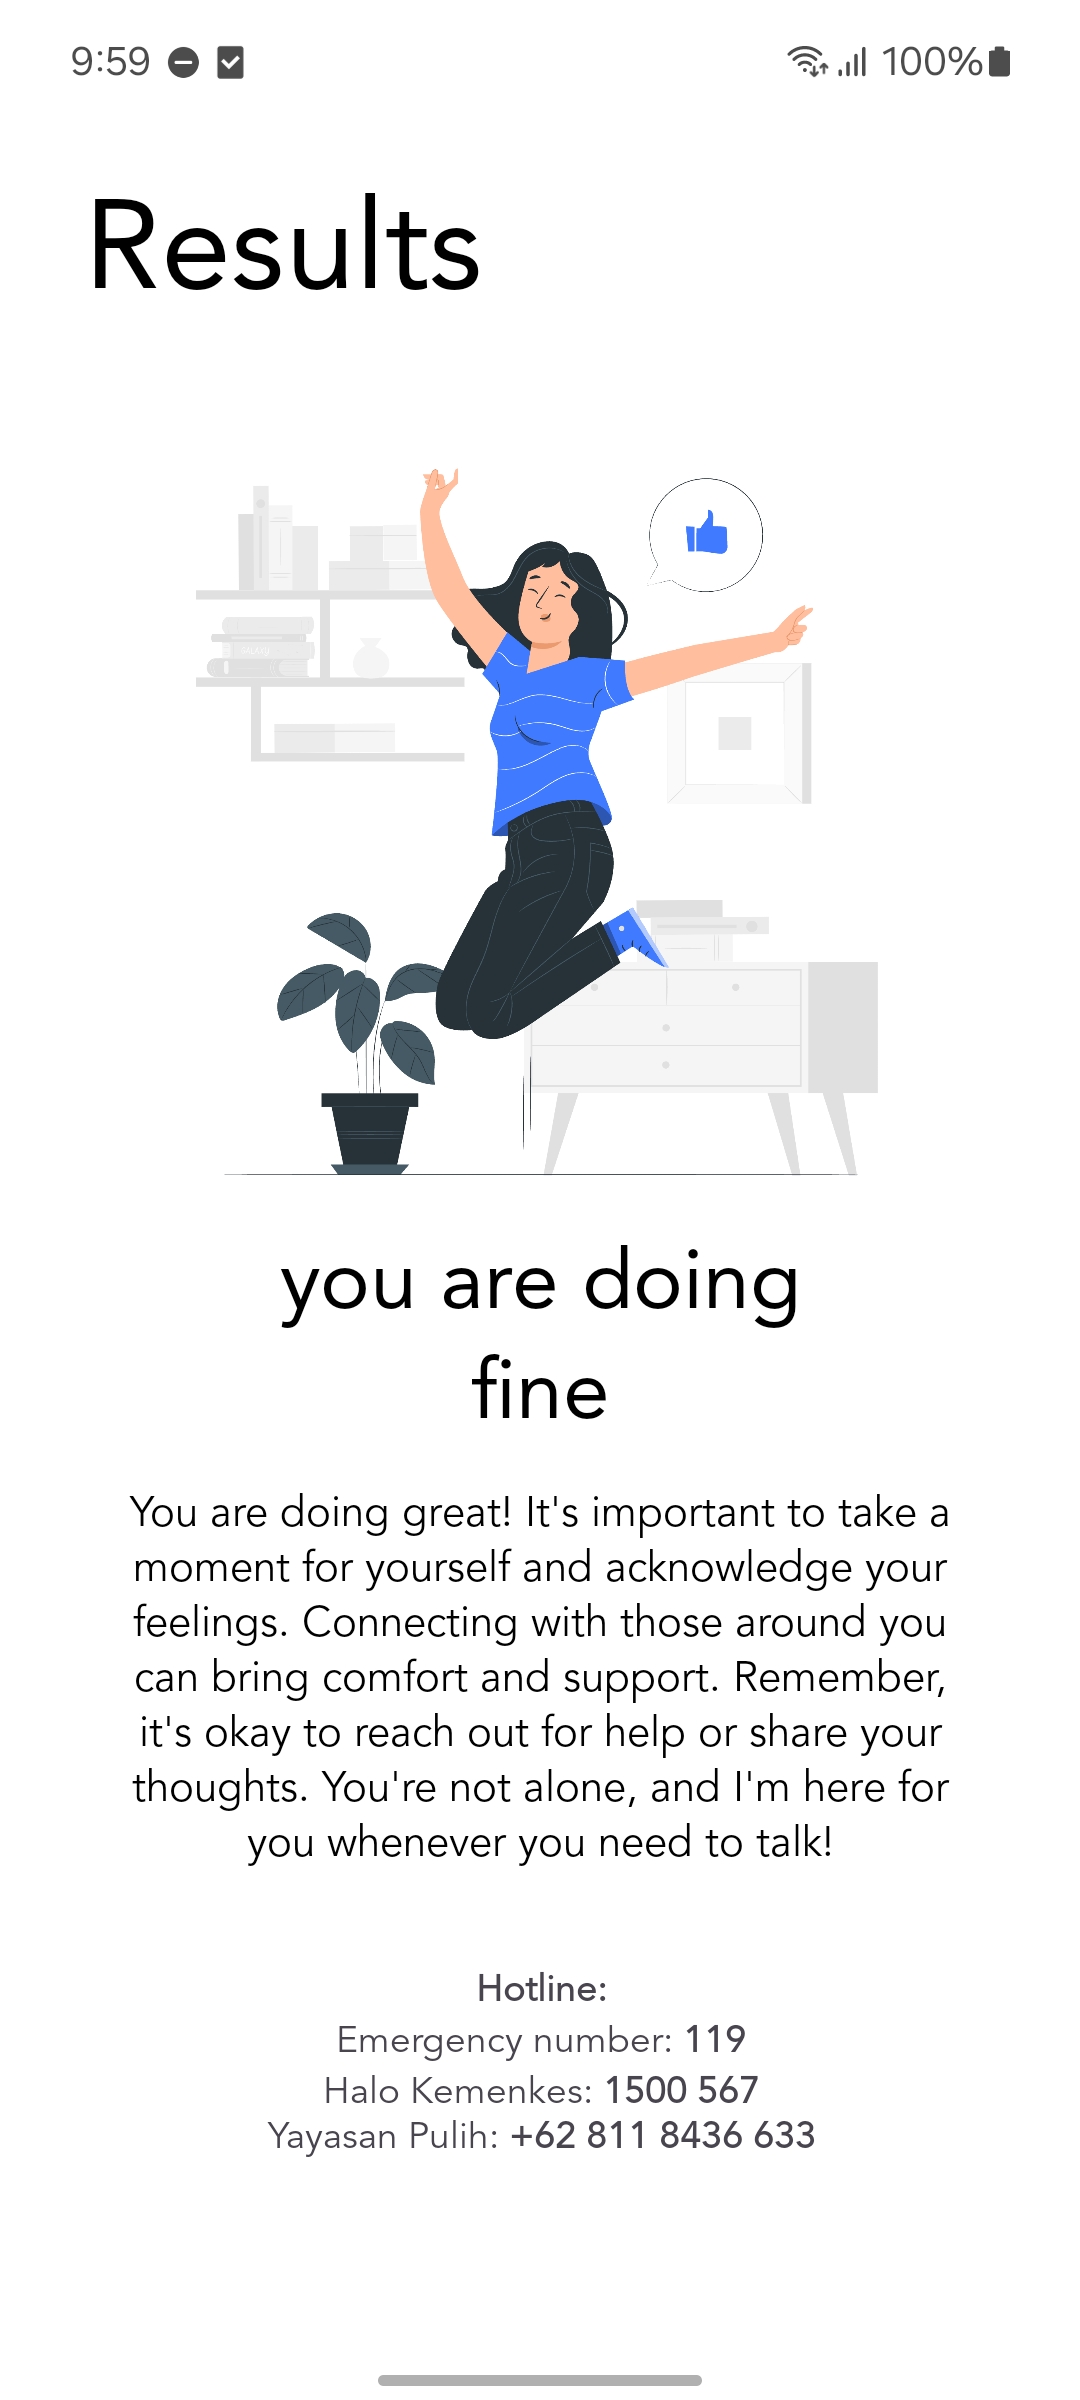 9:59
100%
Results
you are doing
fine
You are doing great! It's important to take a
moment for yourself and acknowledge your
feelings. Connecting with those around you
can bring comfort and support. Remember,
it's okay to reach out for help or share your
thoughts. You're not alone, and I'm here for
you whenever you need to talk!
Hotline:
Emergency number: 119
Halo Kemenkes: 1500 567
Yayasan Pulih: +62 811 8436 633